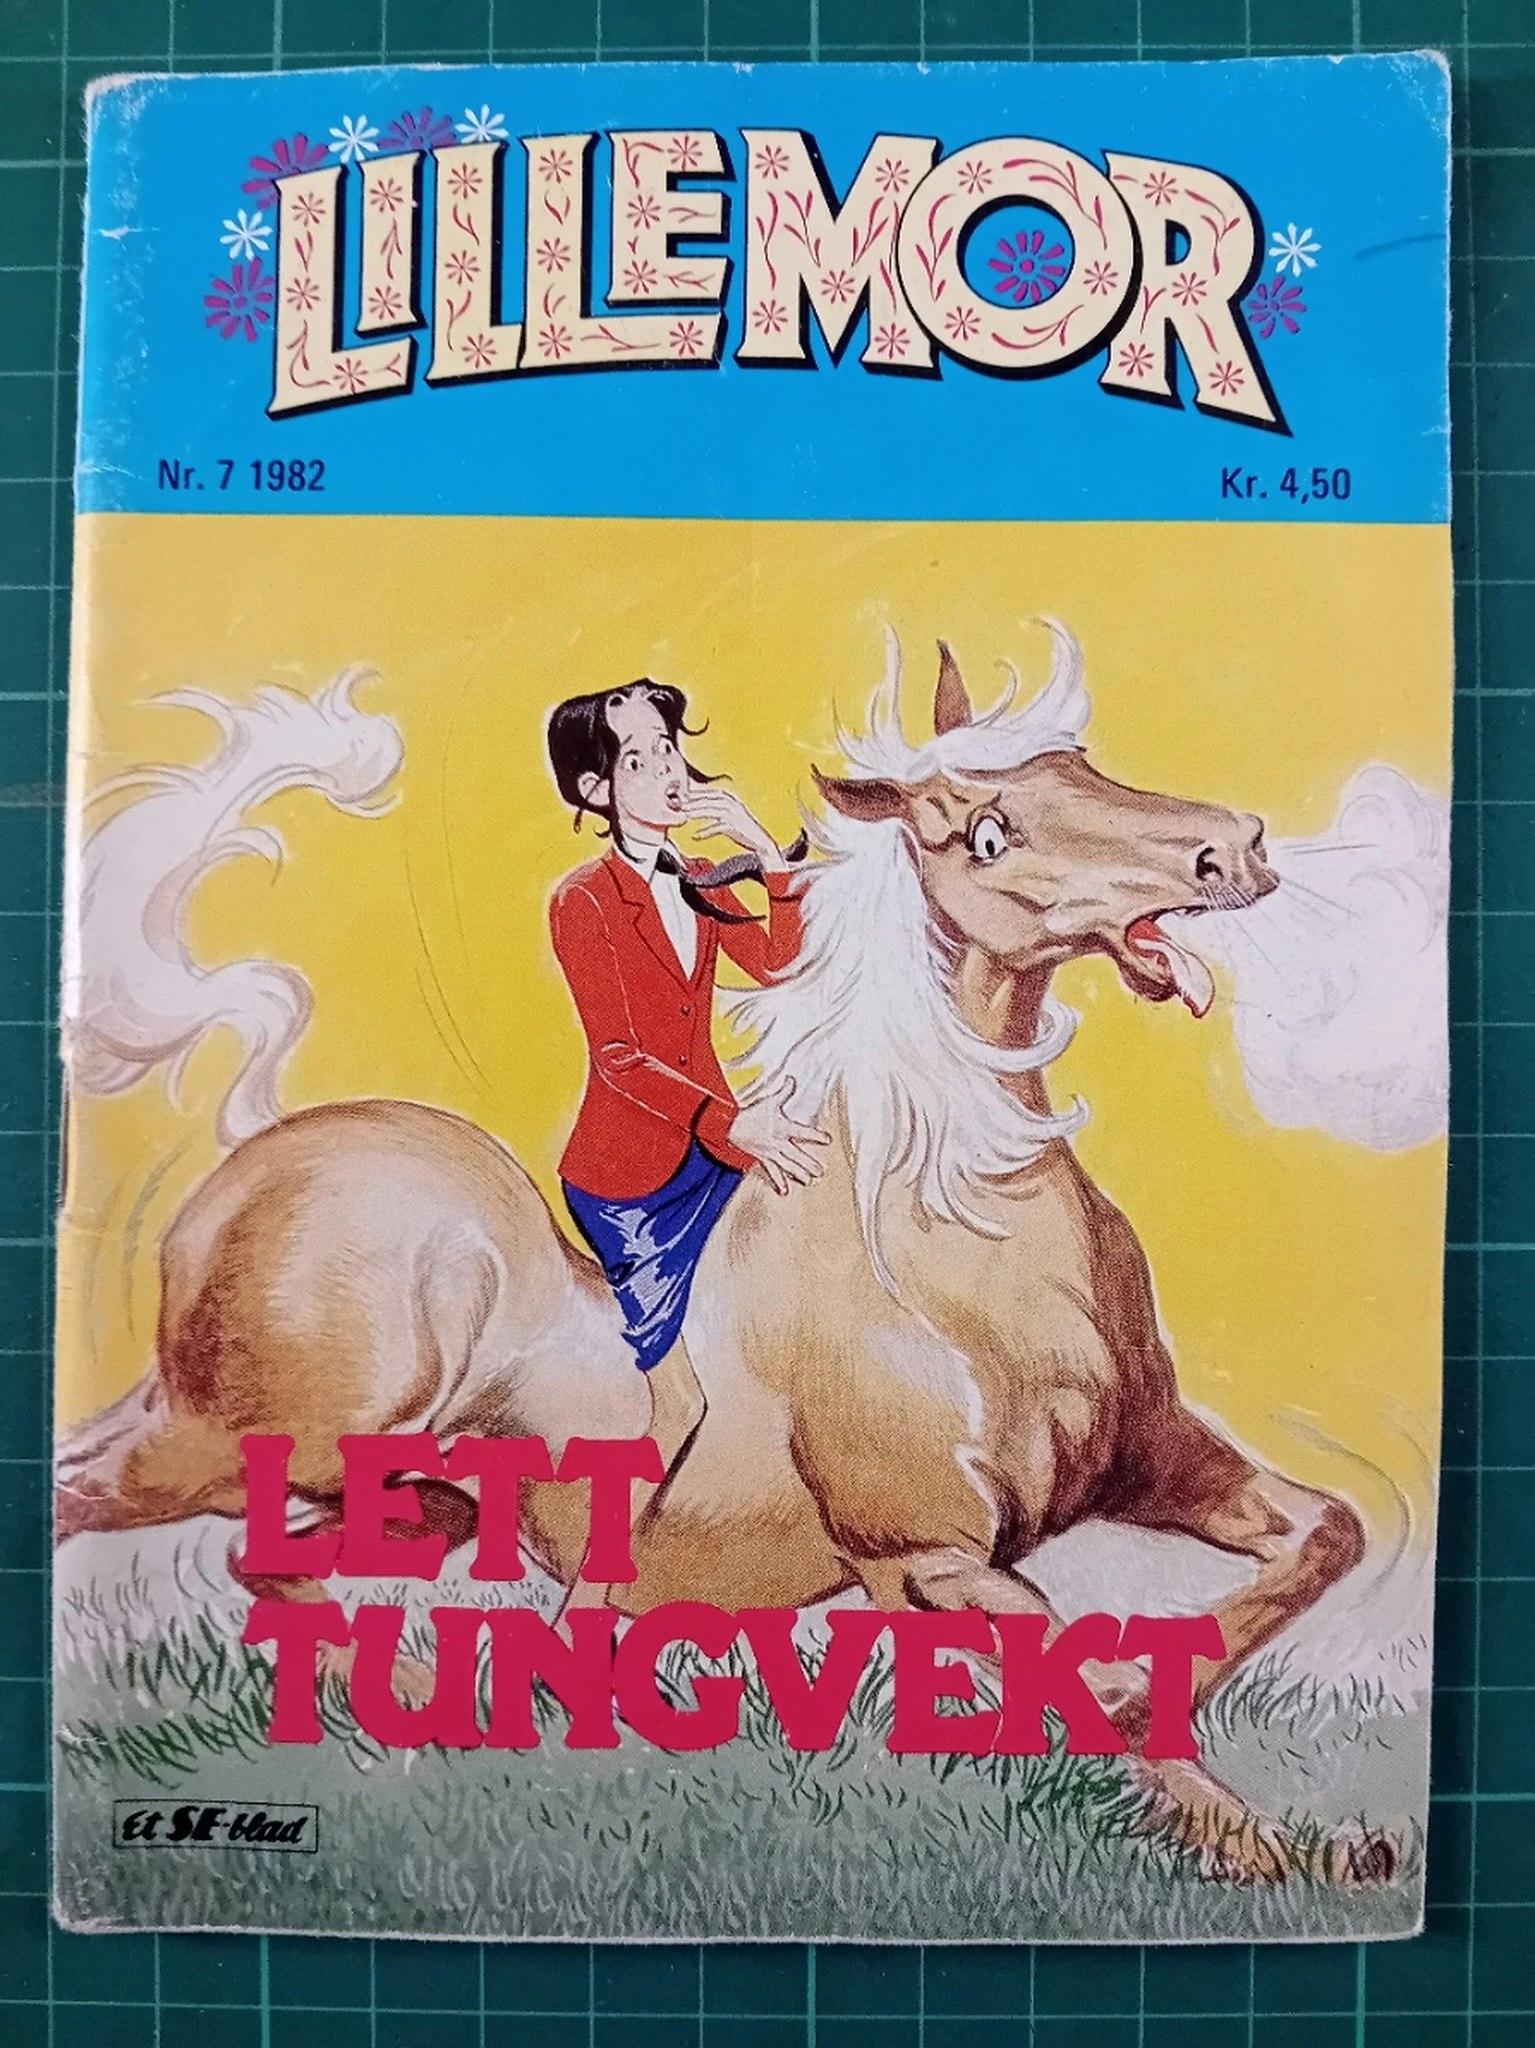 LILLEMOR
Nr. 7 1982
Kr. 4,50
LETT
TUNGVEKT
Et SE-blad